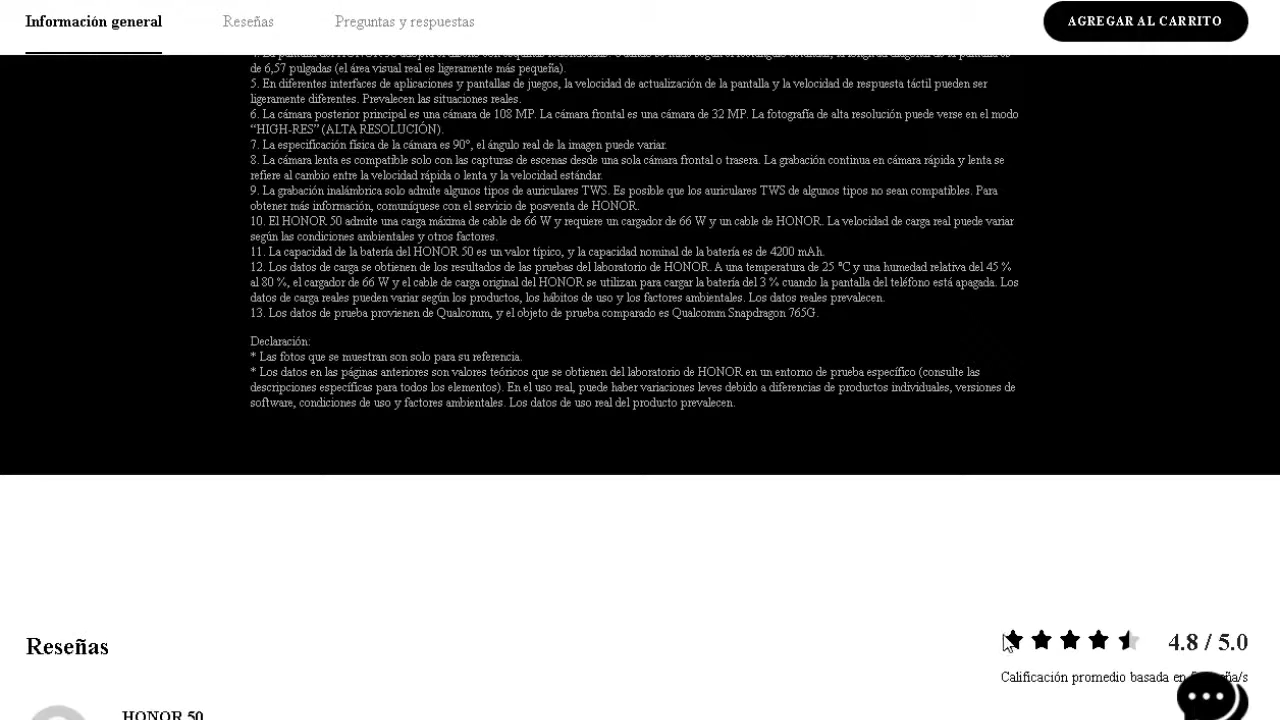 Información general
Reseñas
Preguntas y respuestas
AGREGAR AL CARRITO
de 6,57 pulgadas (el área visual real es ligeramente más pequeña).
5. En diferentes interfaces de aplicaciones y pantallas de juegos, la velocidad de actualización de la pantalla y la velocidad de respuesta táctil pueden ser
ligeramente diferentes. Prevalecen las situaciones reales.
6. La cámara posterior principal es una cámara de 108 MP. La cámara frontal es una cámara de 32 MP. La fotografía de alta resolución puede verse en el modo
“HIGH-RES” (ALTA RESOLUCIÓN).
7. La especificación física de la cámara es 90°, el ángulo real de la imagen puede variar.
8. La cámara lenta es compatible solo con las capturas de escenas desde una sola cámara frontal o trasera. La grabación continua en cámara rápida y lenta se
refiere al cambio entre la velocidad rápida o lenta y la velocidad estándar.
9. La grabación inalámbrica solo admite algunos tipos de auriculares TWS. Es posible que los auriculares TWS de algunos tipos no sean compatibles. Para
obtener más información, comuníquese con el servicio de posventa de HONOR.
10. El HONOR 50 admite una carga máxima de cable de 66 W y requiere un cargador de 66 W y un cable de HONOR. La velocidad de carga real puede variar
según las condiciones ambientales y otros factores.
11. La capacidad de la batería del HONOR 50 es un valor típico, y la capacidad nominal de la batería es de 4200 mAh.
12. Los datos de carga se obtienen de los resultados de las pruebas del laboratorio de HONOR. A una temperatura de 25 °C y una humedad relativa del 45 %
al 80 %, el cargador de 66 W y el cable de carga original del HONOR se utilizan para cargar la batería del 3 % cuando la pantalla del teléfono está apagada. Los
datos de carga reales pueden variar según los productos, los hábitos de uso y los factores ambientales. Los datos reales prevalecen.
13. Los datos de prueba provienen de Qualcomm, y el objeto de prueba comparado es Qualcomm Snapdragon 765G.
Declaración:
* Las fotos que se muestran son solo para su referencia.
* Los datos en las páginas anteriores son valores teóricos que se obtienen del laboratorio de HONOR en un entorno de prueba específico (consulte las
descripciones específicas para todos los elementos). En el uso real, puede haber variaciones leves debido a diferencias de productos individuales, versiones de
software, condiciones de uso y factores ambientales. Los datos de uso real del producto prevalecen.
Reseñas
4.8 / 5.0
Calificación promedio basada en
HONOR 50